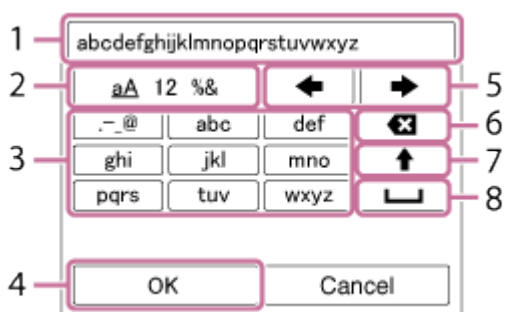 1 abcdefghijklmnopqrstuvwxyz
2 aA 12 %& 5
.-_@ abc def 6
3 ghi jkl mno 7
pqrs tuv wxyz 8
4 OK Cancel